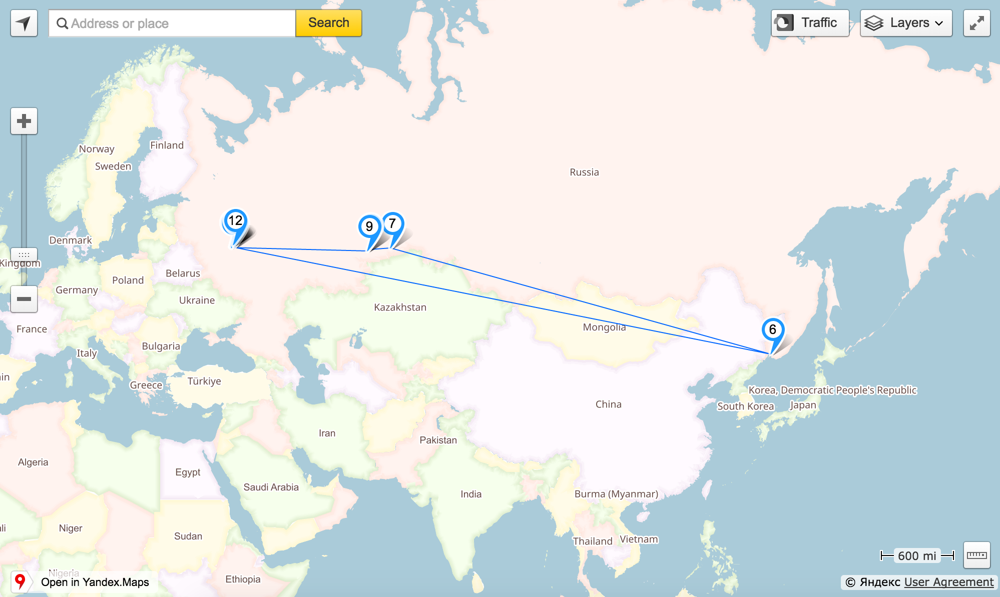 Address or place
Search
Traffic
Layers
Norway
Finland
Sweden
Russia
12
9
7
Denmark
Kingdom
Belarus
Poland
Germany
Ukraine
Kazakhstan
France
Mongolia
6
Bulgaria
Italy
in
Türkiye
Greece
Korea, Democratic People's Republic
China
South Korea
Japan
Iran
Pakistan
Algeria
Egypt
Saudi Arabia
India
Burma (Myanmar)
Niger
li
Sudan
Thailand
Vietnam
600 mi
Nigeria
Ethiopia
Open in Yandex.Maps
© Яндекс User Agreement